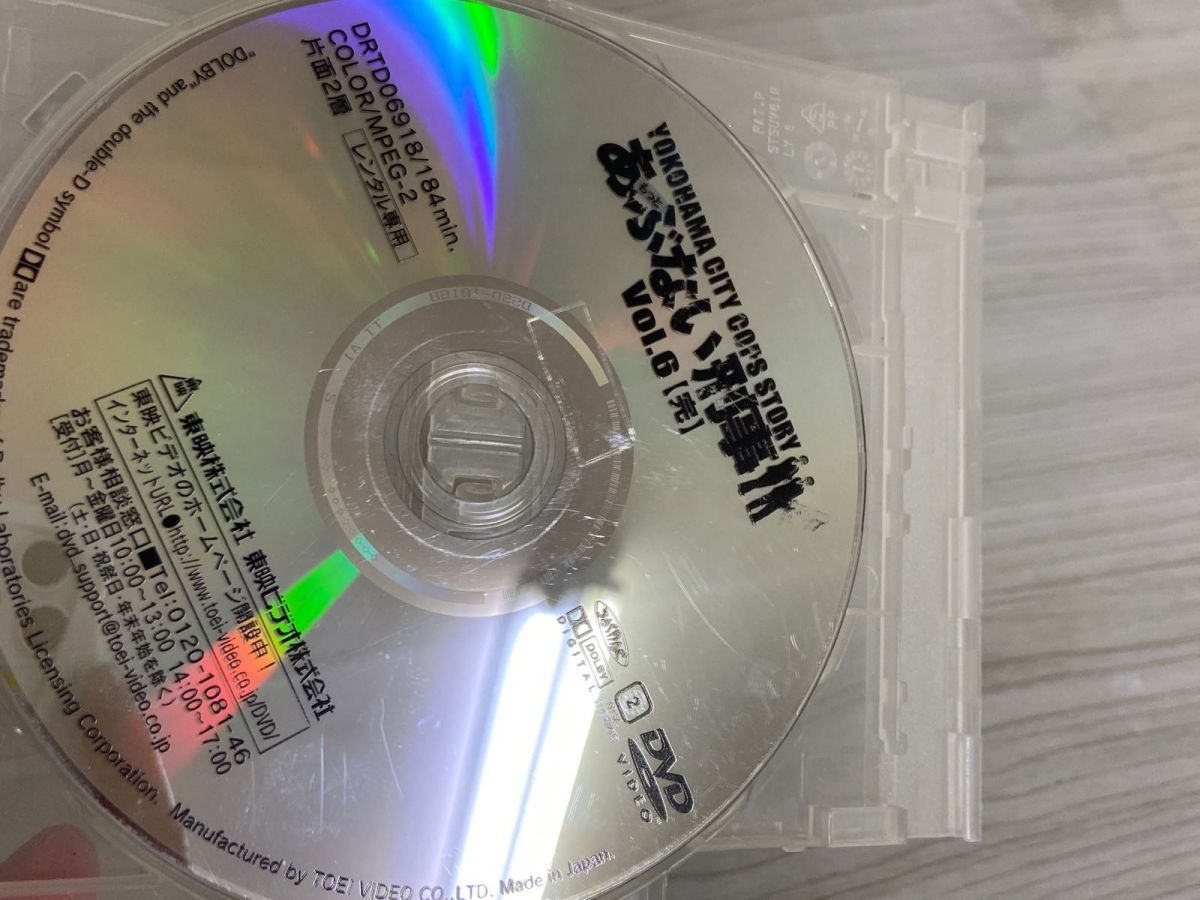 YOKOHAMA CITY COP'S STORY
もっと
あぶない刑事
Vol.6 [完]
DRTD06918/184min.
COLOR/MPEG-2
片面2層 レンタル専用
DOLBY
DIGITAL
2
DVD
VIDEO
東映株式会社 東映ビデオ株式会社
東映ビデオのホームページ開設中!
インターネットURL●http://www.toei-video.co.jp/DVD/
お客様相談窓口■Tel:0120-1081-46
[受付]月~金曜日10:00~13:00 14:00~17:00
(土・日・祝祭日 年末年始を除く)
E-mail:dvd_support@toei-video.co.jp
"DOLBY" and the double-D symbol are trademarks of Dolby Laboratories Licensing Corporation. Manufactured by TOEI VIDEO CO.,LTD. Made in Japan.
PP